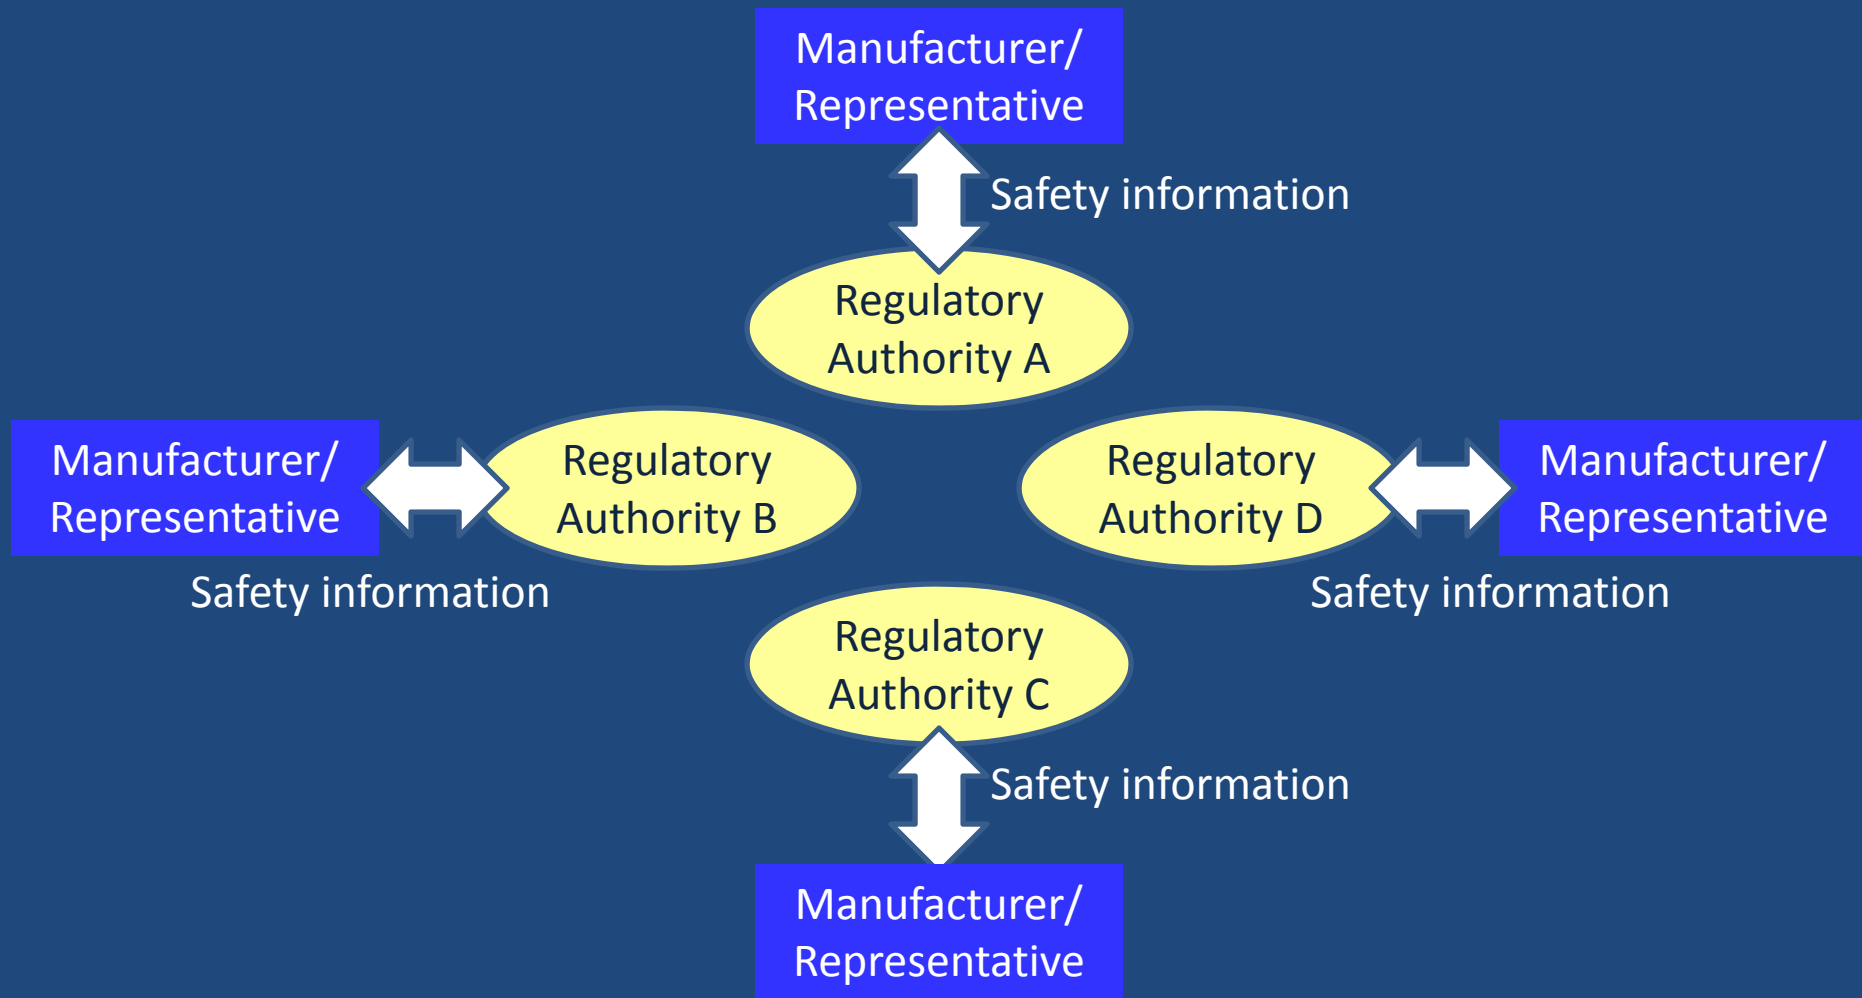 Manufacturer/
Representative
Safety information
Regulatory
Authority A
Manufacturer/
Representative
Regulatory
Authority B
Regulatory
Authority D
Manufacturer/
Representative
Safety information
Safety information
Regulatory
Authority C
Safety information
Manufacturer/
Representative